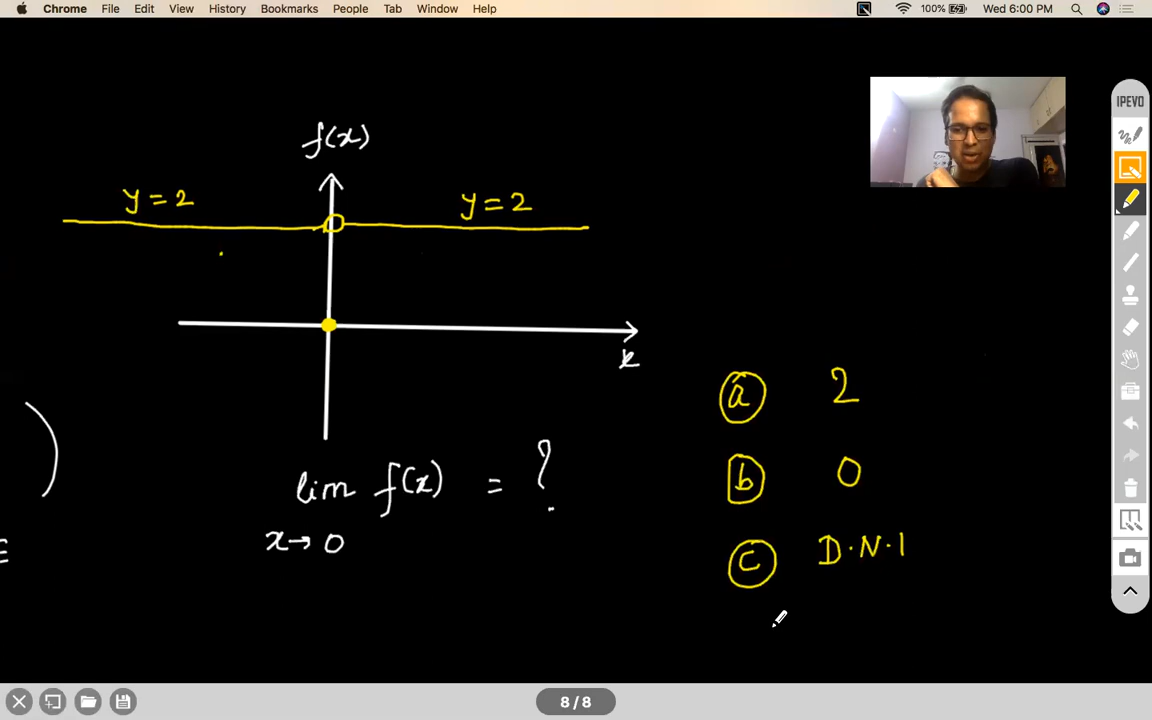 Chrome File Edit View History Bookmarks People Tab Window Help 100% Wed 6:00 PM
IPEVO
f(x)
y = 2 y = 2
x
a 2
b 0
lim f(x) = ?
x → 0
c D.N.I
8 / 8